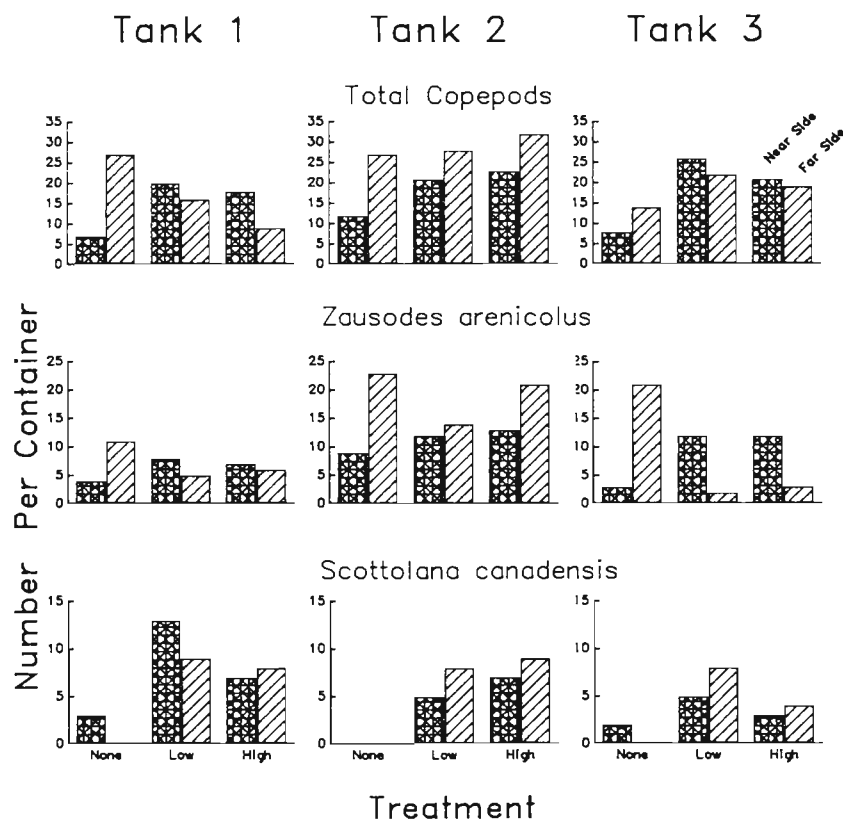 Tank 1 Tank 2 Tank 3
Total Copepods
35 35 35
30 30 30
25 25 25
20 20 20
15 15 15
10 10 10
5 5 5
0 0 0
Near Side
Far Side
Zausodes arenicolus
25 25 25
20 20 20
15 15 15
10 10 10
5 5 5
0 0 0
Scottolana canadensis
15 15 15
10 10 10
5 5 5
0 0 0
None Low High None Low High None Low High
Number Per Container
Treatment